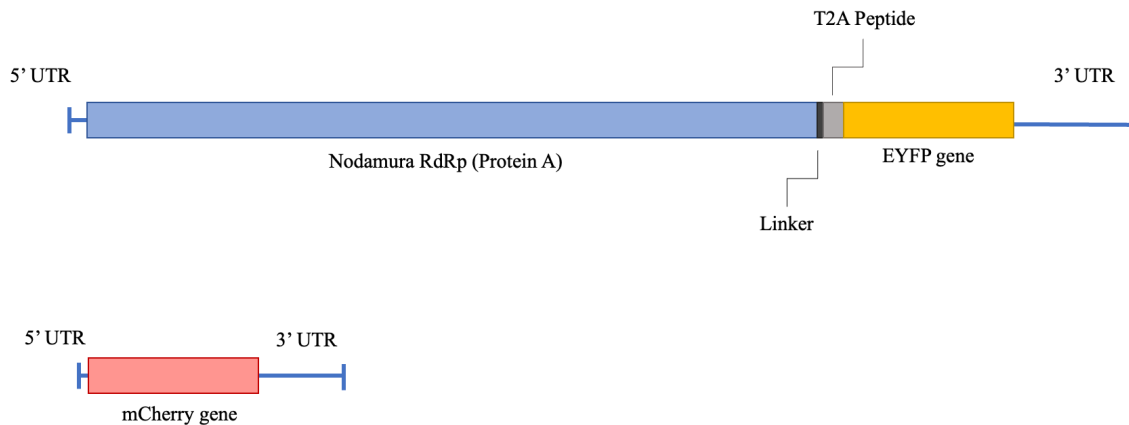 T2A Peptide
5’ UTR
3’ UTR
Nodamura RdRp (Protein A)
EYFP gene
Linker
5’ UTR
3’ UTR
mCherry gene